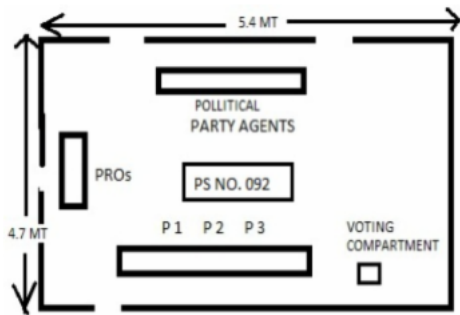 5.4 MT
POLLITICAL
PARTY AGENTS
PROs
PS NO. 092
4.7 MT
P 1 P 2 P 3
VOTING
COMPARTMENT